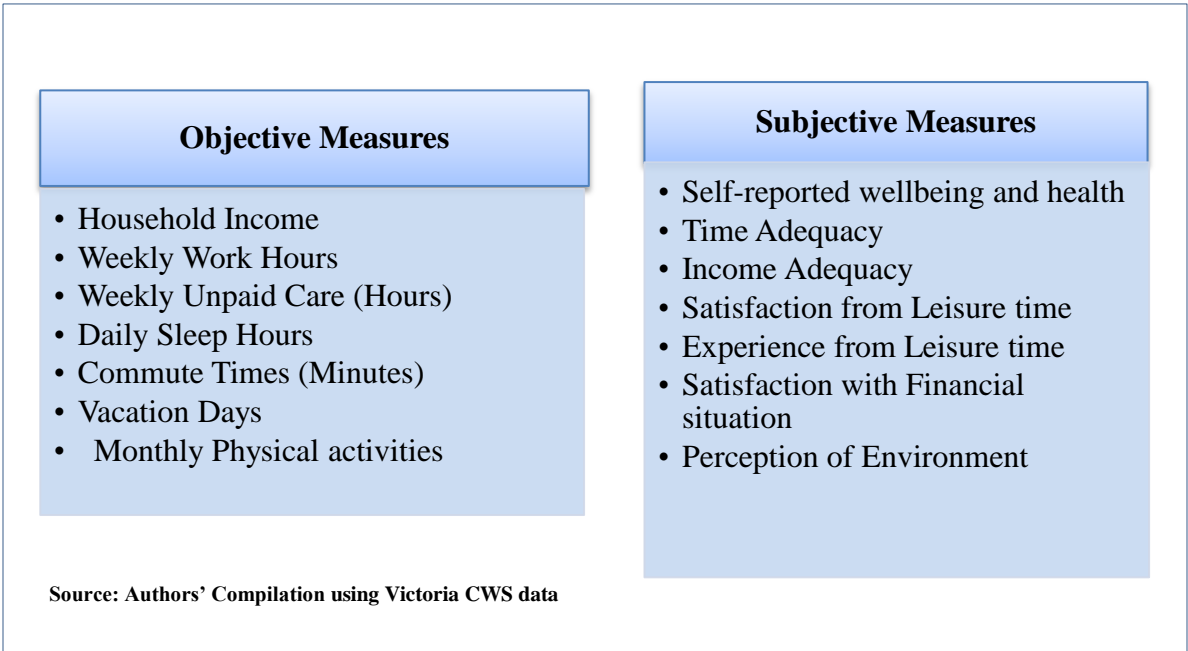 Objective Measures
• Household Income
• Weekly Work Hours
• Weekly Unpaid Care (Hours)
• Daily Sleep Hours
• Commute Times (Minutes)
• Vacation Days
• Monthly Physical activities
Subjective Measures
• Self-reported wellbeing and health
• Time Adequacy
• Income Adequacy
• Satisfaction from Leisure time
• Experience from Leisure time
• Satisfaction with Financial
situation
• Perception of Environment
Source: Authors’ Compilation using Victoria CWS data